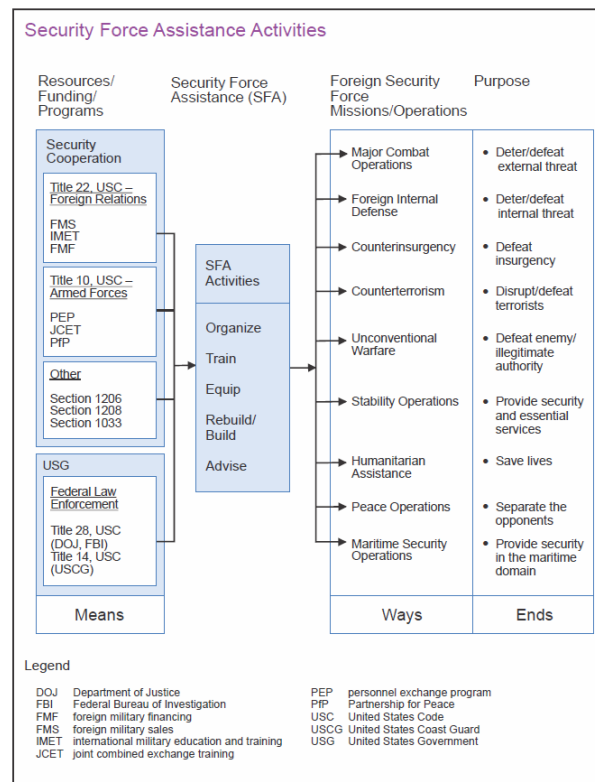 Security Force Assistance Activities
Resources/
Funding/
Programs
Security Force
Assistance (SFA)
Foreign Security
Force
Missions/Operations
Purpose
Security
Cooperation
Title 22, USC –
Foreign Relations
FMS
IMET
FMF
Title 10, USC –
Armed Forces
PEP
JCET
PfP
Other
Section 1206
Section 1208
Section 1033
USG
Federal Law
Enforcement
Title 28, USC
(DOJ, FBI)
Title 14, USC
(USCG)
Means
SFA
Activities
Organize
Train
Equip
Rebuild/
Build
Advise
Major Combat
Operations
Foreign Internal
Defense
Counterinsurgency
Counterterrorism
Unconventional
Warfare
Stability Operations
Humanitarian
Assistance
Peace Operations
Maritime Security
Operations
Ways
• Deter/defeat
external threat
• Deter/defeat
internal threat
• Defeat
insurgency
• Disrupt/defeat
terrorists
• Defeat enemy/
illegitimate
authority
• Provide security
and essential
services
• Save lives
• Separate the
opponents
• Provide security
in the maritime
domain
Ends
Legend
DOJ Department of Justice
FBI Federal Bureau of Investigation
FMF foreign military financing
FMS foreign military sales
IMET international military education and training
JCET joint combined exchange training
PEP personnel exchange program
PfP Partnership for Peace
USC United States Code
USCG United States Coast Guard
USG United States Government